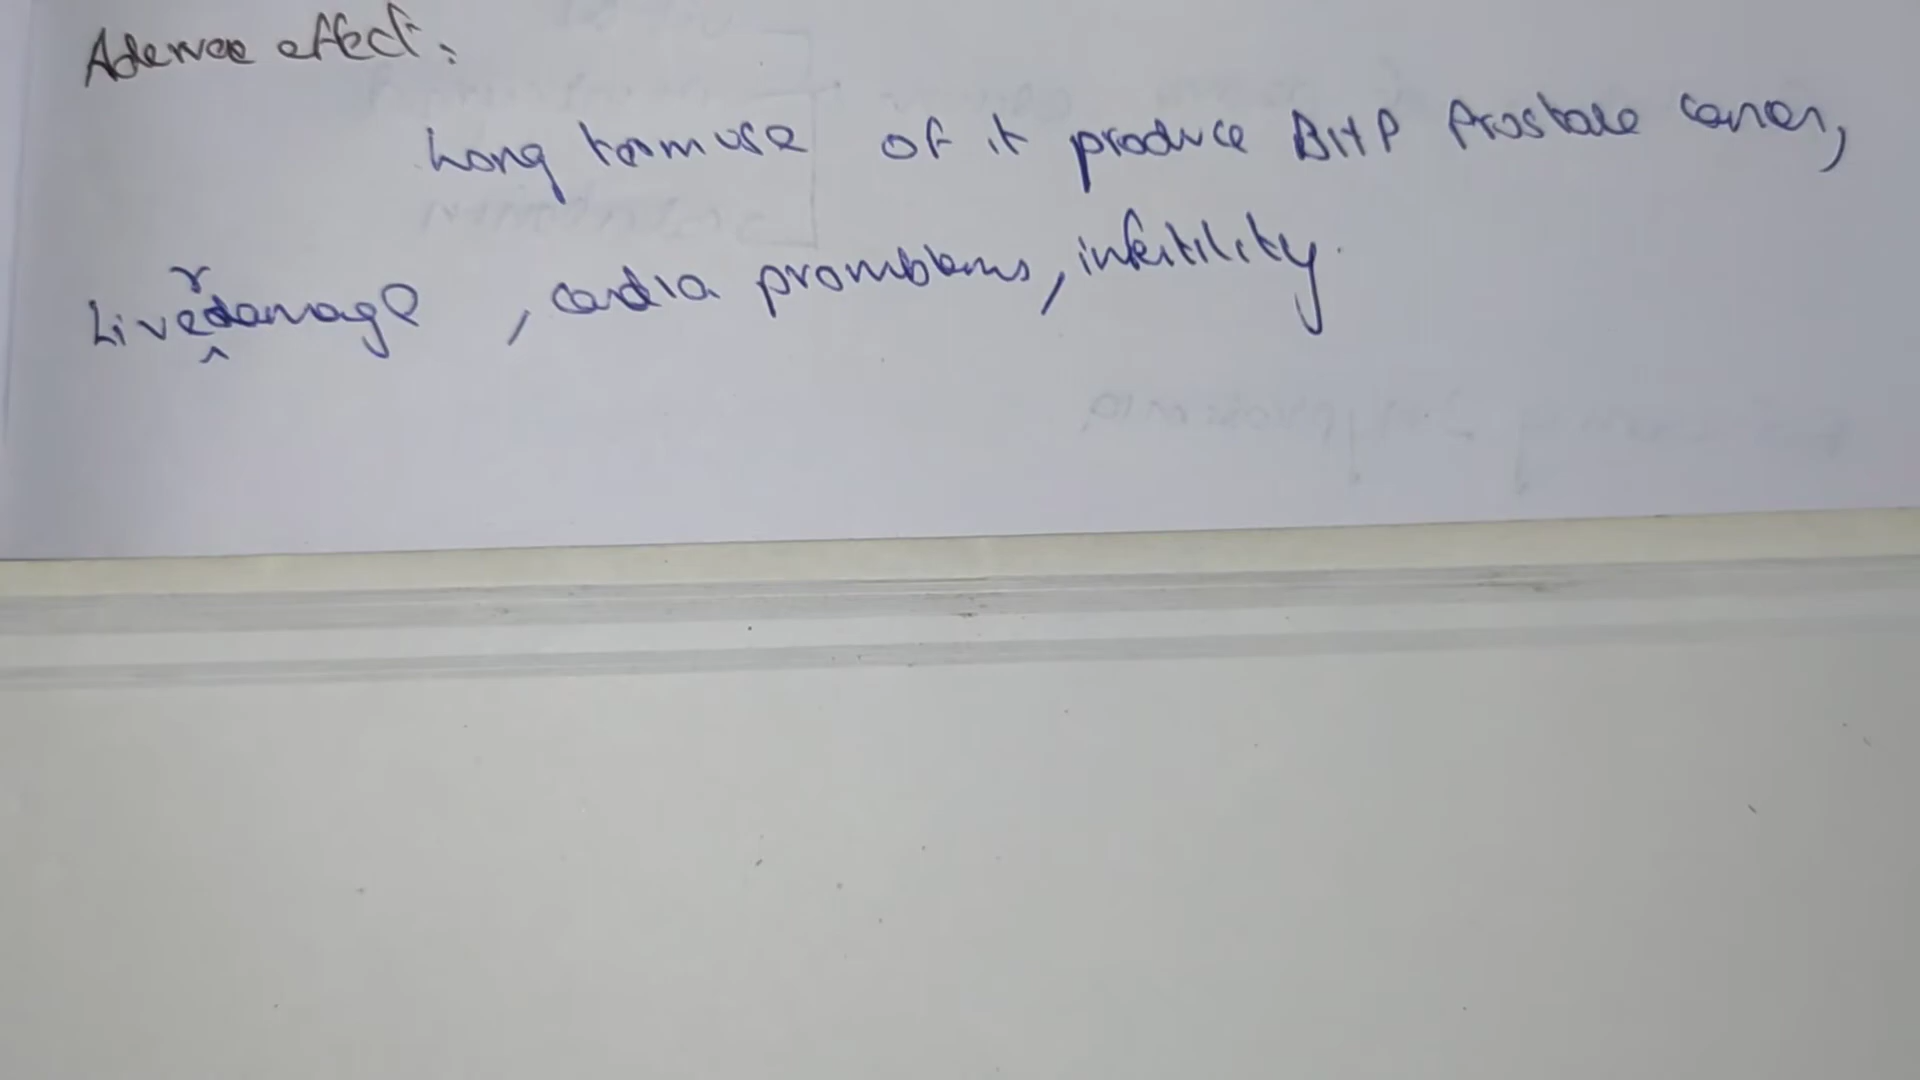 Adverse effect:
Long term use of it produce BHP Prostate cancer,
Liver damage, cardia promblems, infertility.